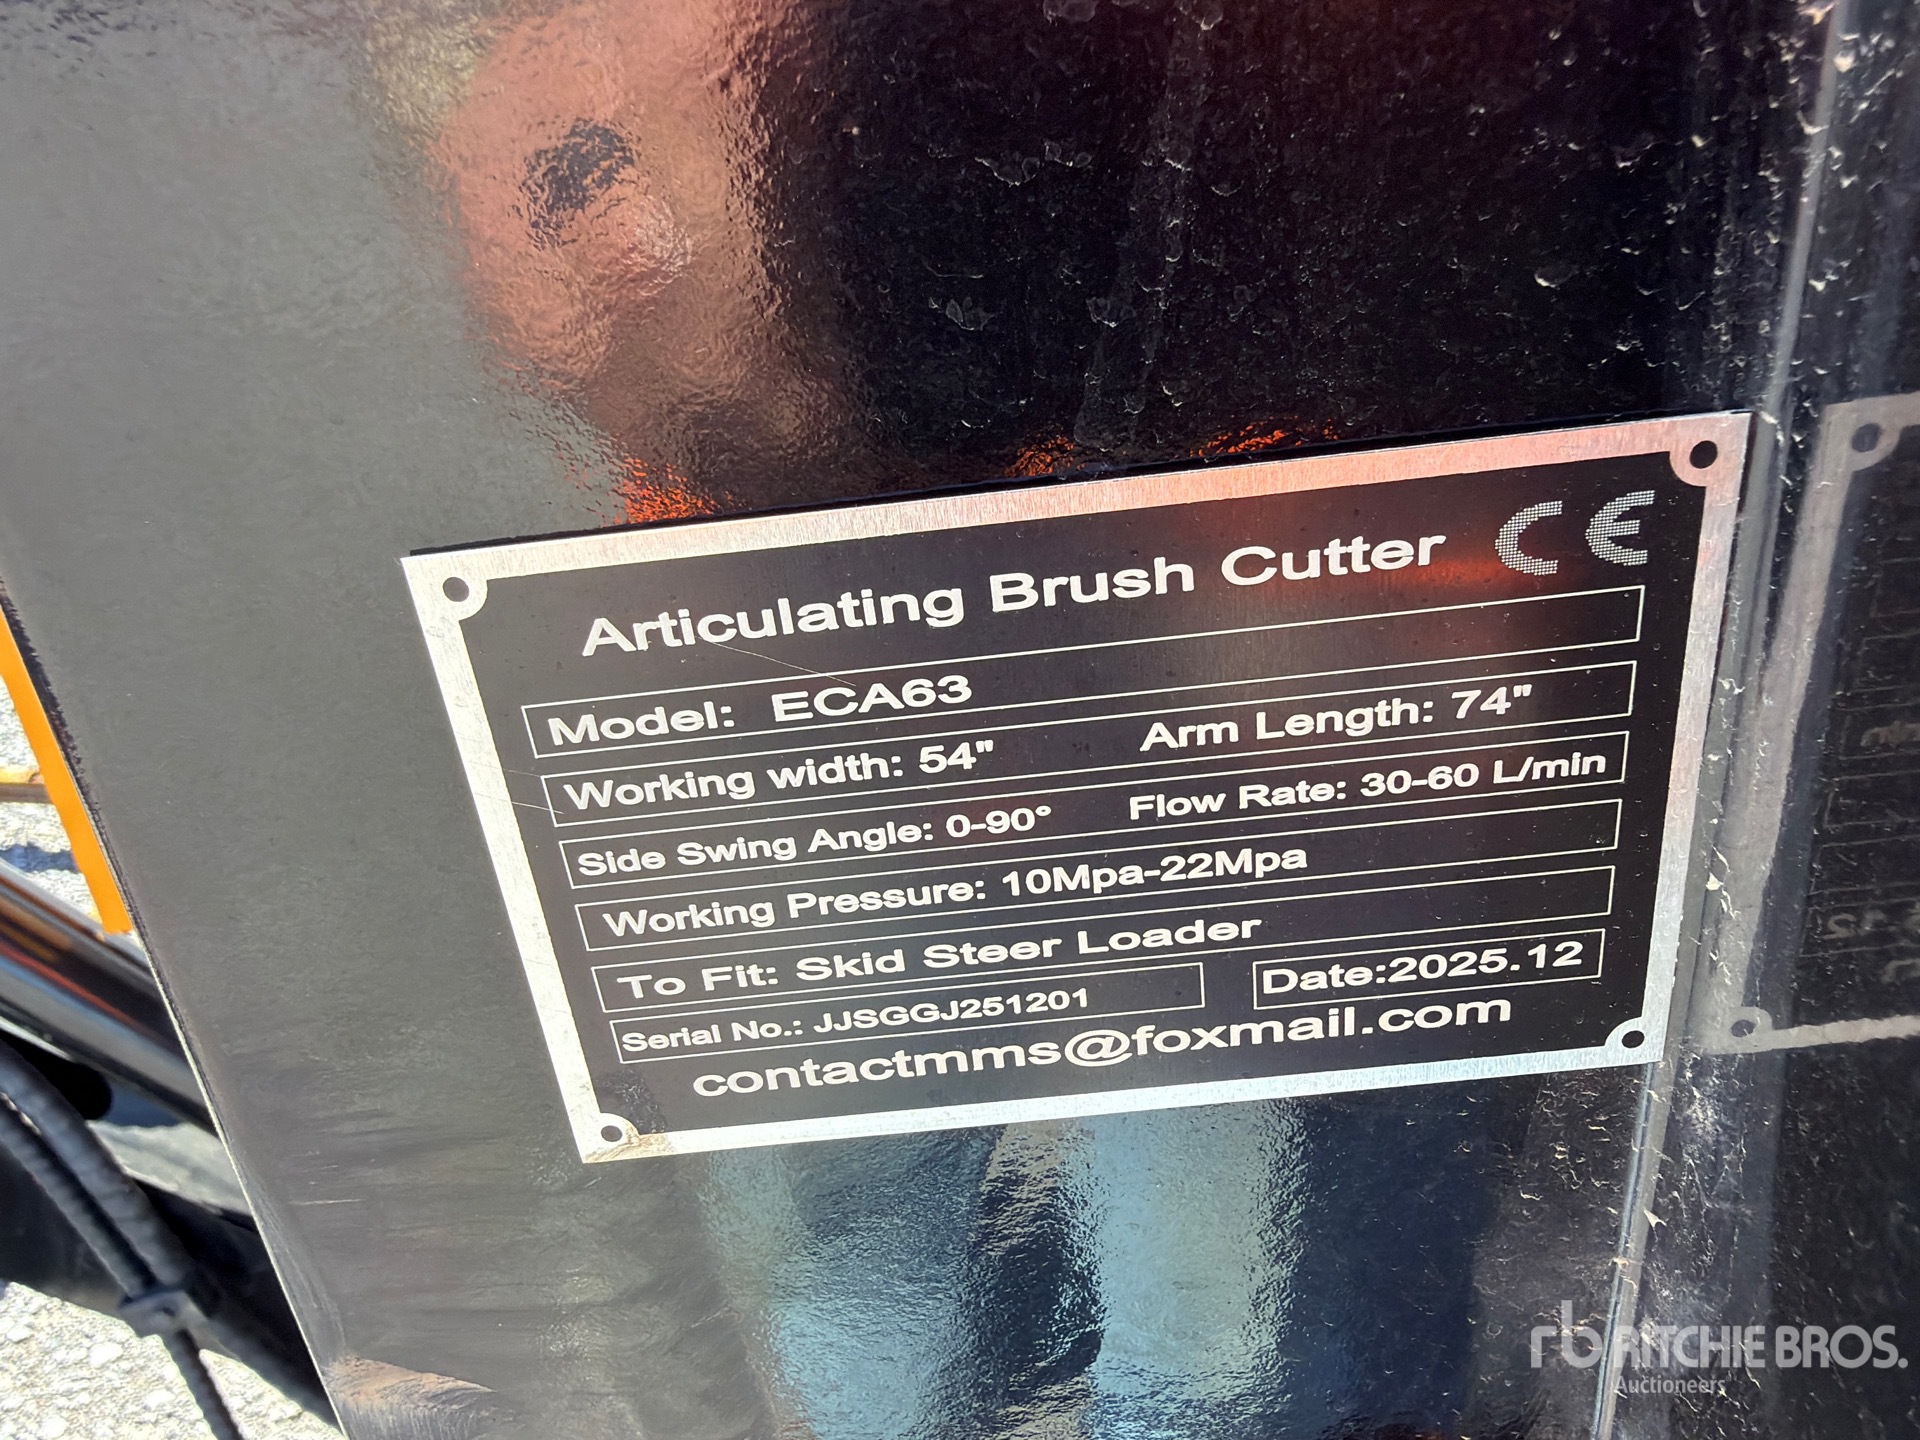 Articulating Brush Cutter CE
Model: ECA63
Working width: 54" Arm Length: 74"
Side Swing Angle: 0-90° Flow Rate: 30-60 L/min
Working Pressure: 10Mpa-22Mpa
To Fit: Skid Steer Loader
Serial No.: JJSGGJ251201 Date:2025.12
contactmms@foxmail.com
rb RITCHIE BROS.
Auctioneers